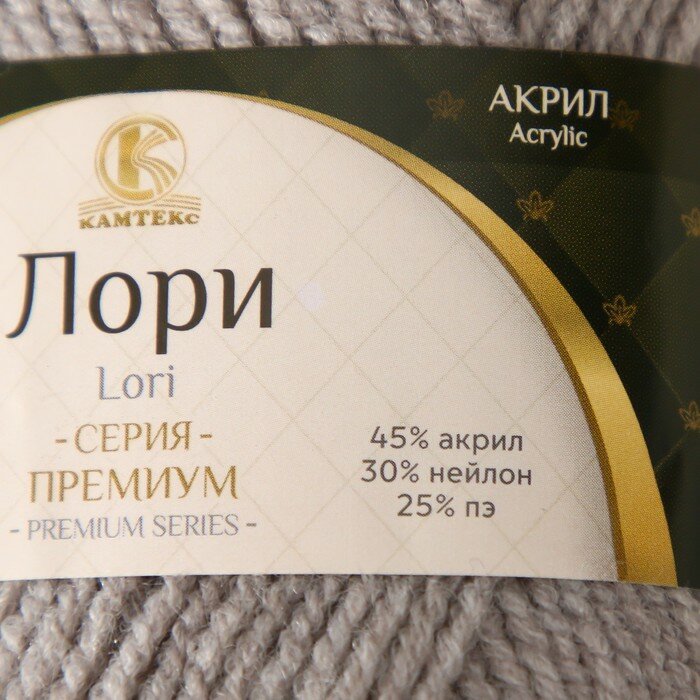 АКРИЛ
Acrylic
КАМТЕКС
Лори
Lori
- СЕРИЯ -
ПРЕМИУМ
- PREMIUM SERIES -
45% акрил
30% нейлон
25% пэ